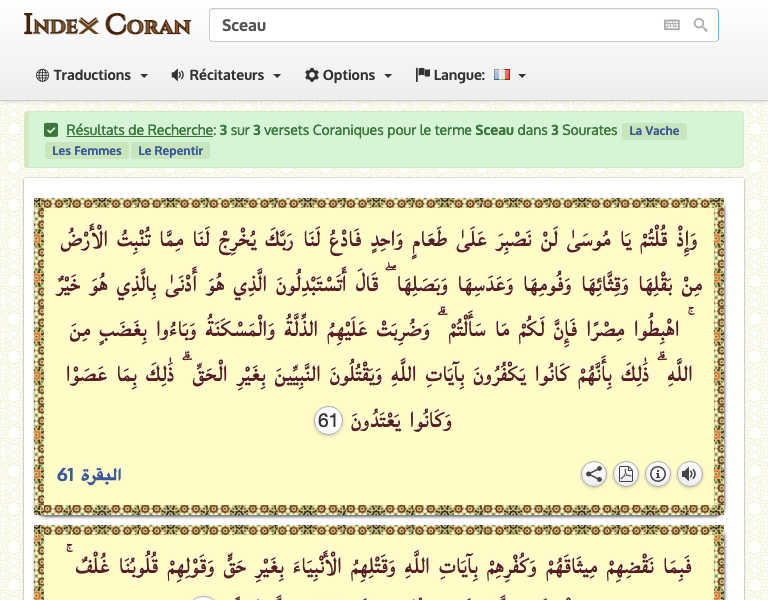 INDEX CORAN
Sceau
Traductions
Récitateurs
Options
Langue:
Résultats de Recherche: 3 sur 3 versets Coraniques pour le terme Sceau dans 3 Sourates La Vache
Les Femmes Le Repentir
وَإِذْ قُلْتُمْ يَا مُوسَىٰ لَنْ نَصْبِرَ عَلَىٰ طَعَامٍ وَاحِدٍ فَادْعُ لَنَا رَبَّكَ يُخْرِجْ لَنَا مِمَّا تُنْبِتُ الْأَرْضُ
مِنْ بَقْلِهَا وَقِثَّائِهَا وَفُومِهَا وَعَدَسِهَا وَبَصَلِهَا ۖ قَالَ أَتَسْتَبْدِلُونَ الَّذِي هُوَ أَدْنَىٰ بِالَّذِي هُوَ خَيْرٌ
ۚ اهْبِطُوا مِصْرًا فَإِنَّ لَكُمْ مَا سَأَلْتُمْ ۗ وَضُرِبَتْ عَلَيْهِمُ الذِّلَّةُ وَالْمَسْكَنَةُ وَبَاءُوا بِغَضَبٍ مِنَ
اللَّهِ ۗ ذَٰلِكَ بِأَنَّهُمْ كَانُوا يَكْفُرُونَ بِآيَاتِ اللَّهِ وَيَقْتُلُونَ النَّبِيِّينَ بِغَيْرِ الْحَقِّ ۗ ذَٰلِكَ بِمَا عَصَوْا
وَكَانُوا يَعْتَدُونَ 61
البقرة 61
فَبِمَا نَقْضِهِمْ مِيثَاقَهُمْ وَكُفْرِهِمْ بِآيَاتِ اللَّهِ وَقَتْلِهِمُ الْأَنْبِيَاءَ بِغَيْرِ حَقٍّ وَقَوْلِهِمْ قُلُوبُنَا غُلْفٌ ۚ